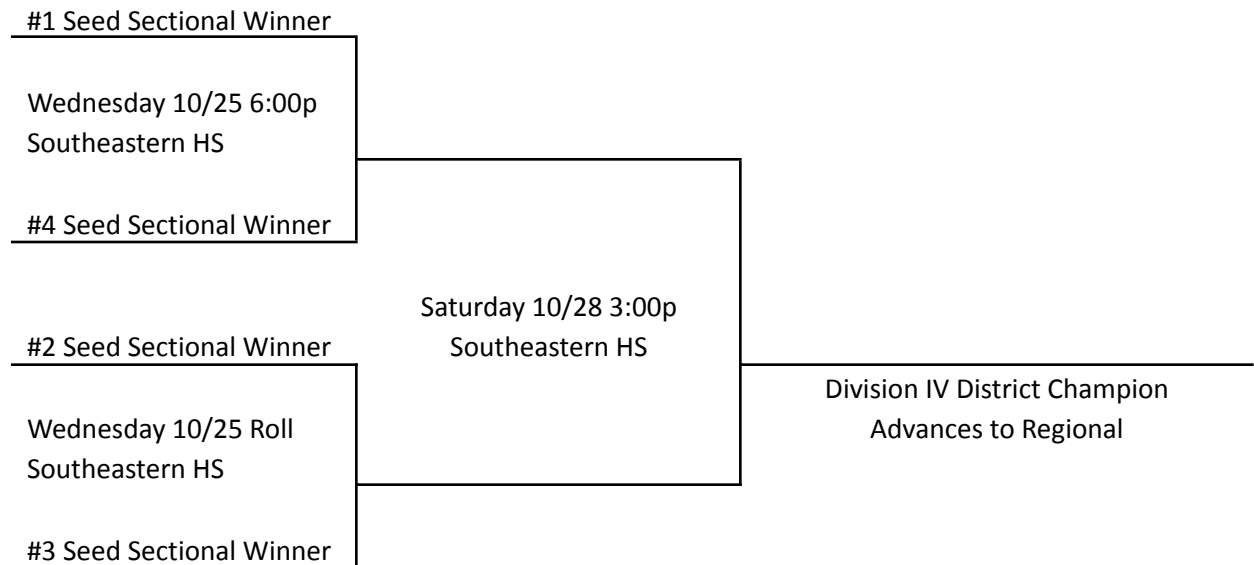 #1 Seed Sectional Winner
Wednesday 10/25 6:00p
Southeastern HS
#4 Seed Sectional Winner
Saturday 10/28 3:00p
Southeastern HS
#2 Seed Sectional Winner
Division IV District Champion
Advances to Regional
Wednesday 10/25 Roll
Southeastern HS
#3 Seed Sectional Winner